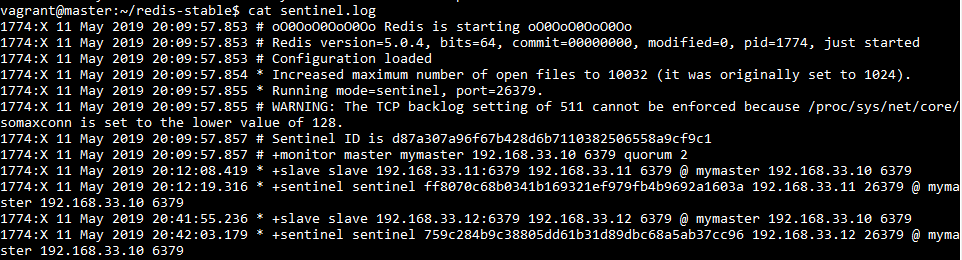 vagrant@master:~/redis-stable$ cat sentinel.log
1774:X 11 May 2019 20:09:57.853 # oO0OoO0OoO0Oo Redis is starting oO0OoO0OoO0Oo
1774:X 11 May 2019 20:09:57.853 # Redis version=5.0.4, bits=64, commit=00000000, modified=0, pid=1774, just started
1774:X 11 May 2019 20:09:57.853 # Configuration loaded
1774:X 11 May 2019 20:09:57.854 * Increased maximum number of open files to 10032 (it was originally set to 1024).
1774:X 11 May 2019 20:09:57.855 * Running mode=sentinel, port=26379.
1774:X 11 May 2019 20:09:57.855 # WARNING: The TCP backlog setting of 511 cannot be enforced because /proc/sys/net/core/
somaxconn is set to the lower value of 128.
1774:X 11 May 2019 20:09:57.857 # Sentinel ID is d87a307a96f67b428d6b7110382506558a9cf9c1
1774:X 11 May 2019 20:09:57.857 # +monitor master mymaster 192.168.33.10 6379 quorum 2
1774:X 11 May 2019 20:12:08.419 * +slave slave 192.168.33.11:6379 192.168.33.11 6379 @ mymaster 192.168.33.10 6379
1774:X 11 May 2019 20:12:19.316 * +sentinel sentinel ff8070c68b0341b169321ef979fb4b9692a1603a 192.168.33.11 26379 @ myma
ster 192.168.33.10 6379
1774:X 11 May 2019 20:41:55.236 * +slave slave 192.168.33.12:6379 192.168.33.12 6379 @ mymaster 192.168.33.10 6379
1774:X 11 May 2019 20:42:03.179 * +sentinel sentinel 759c284b9c38805dd61b31d89dbc68a5ab37cc96 192.168.33.12 26379 @ myma
ster 192.168.33.10 6379